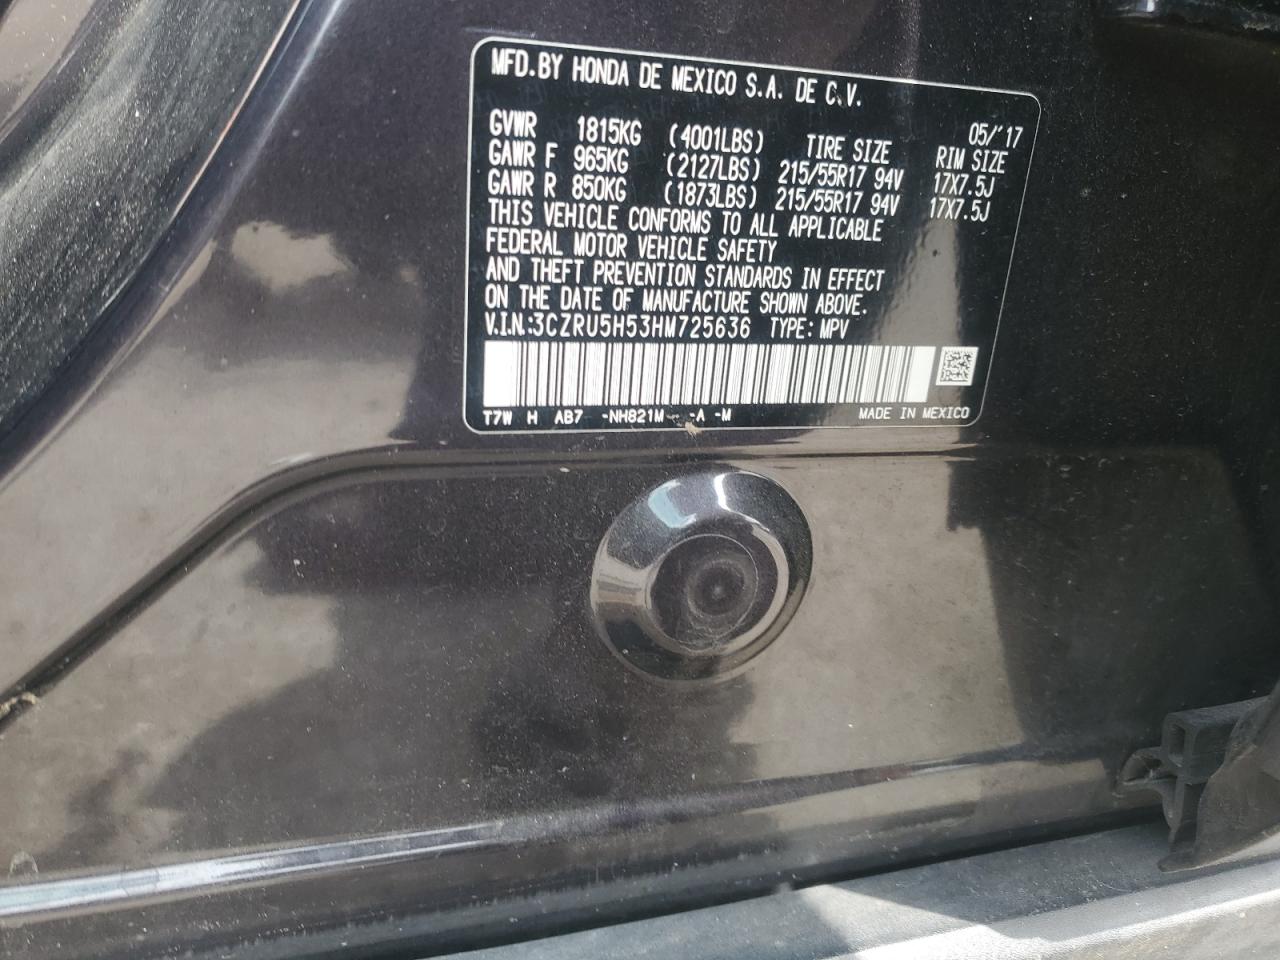 MFD.BY HONDA DE MEXICO S.A. DE C.V.
05/'17
GVWR 1815KG (4001LBS) TIRE SIZE RIM SIZE
GAWR F 965KG (2127LBS) 215/55R17 94V 17X7.5J
GAWR R 850KG (1873LBS) 215/55R17 94V 17X7.5J
THIS VEHICLE CONFORMS TO ALL APPLICABLE
FEDERAL MOTOR VEHICLE SAFETY
AND THEFT PREVENTION STANDARDS IN EFFECT
ON THE DATE OF MANUFACTURE SHOWN ABOVE.
V.I.N.:3CZRU5H53HM725636 TYPE: MPV
T7W H AB7 -NH821M- -A -M MADE IN MEXICO